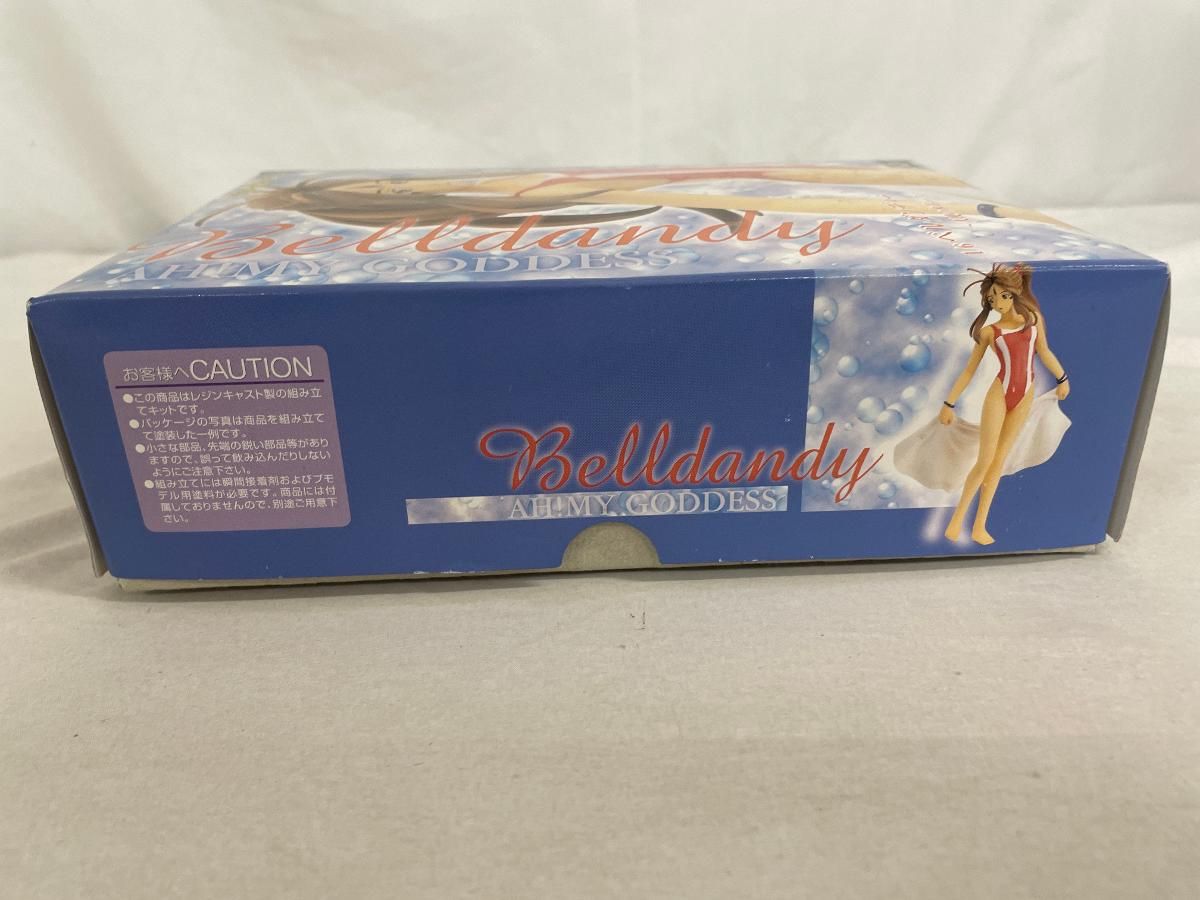 Belldandy
AH!MY GODDESS
お客様へCAUTION
●この商品はレジンキャスト製の組み立
てキットです。
●パッケージの写真は商品を組み立て
て塗装した一例です。
●小さな部品、先端の鋭い部品等があり
ますので、誤って飲み込んだりしない
ようにご注意下さい。
●組み立てには瞬間接着剤およびプモ
デル用塗料が必要です。商品には付
属しておりませんので、別途ご用意下
さい。
Belldandy
AH!MY GODDESS